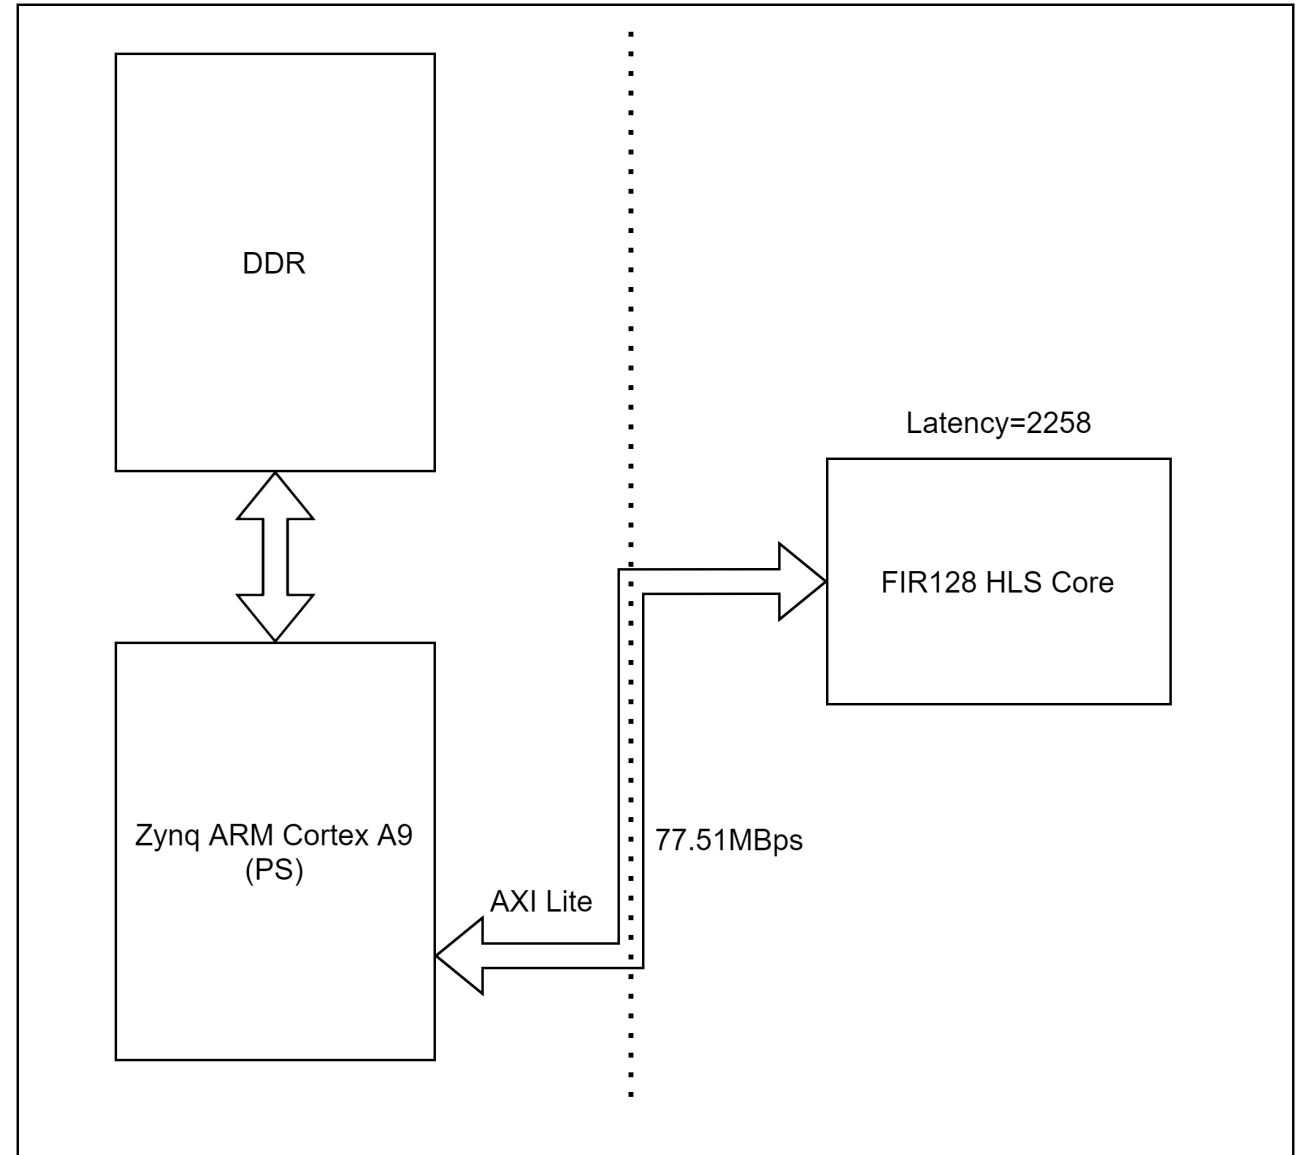 DDR
Latency=2258
FIR128 HLS Core
Zynq ARM Cortex A9
(PS)
77.51MBps
AXI Lite